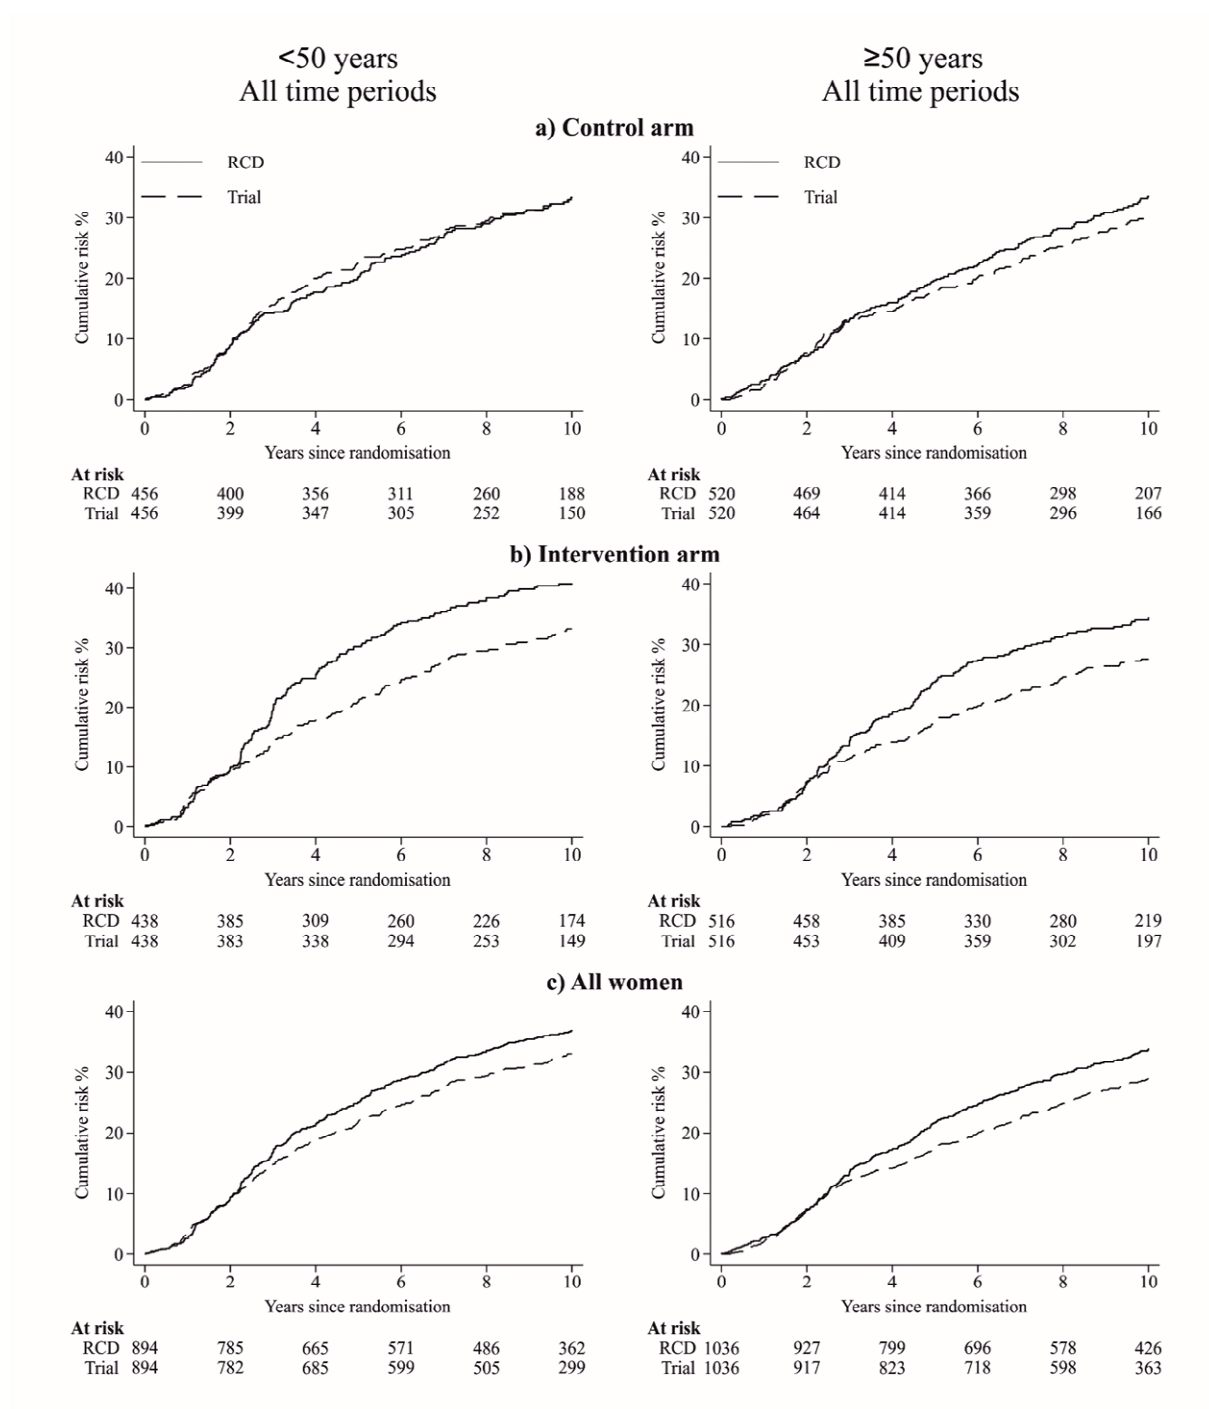 <50 years
All time periods
≥50 years
All time periods
a) Control arm
40
30
20
10
0
Cumulative risk %
RCD
Trial
0 2 4 6 8 10
Years since randomisation
At risk
RCD 456 400 356 311 260 188
Trial 456 399 347 305 252 150
40
30
20
10
0
Cumulative risk %
RCD
Trial
0 2 4 6 8 10
Years since randomisation
At risk
RCD 520 469 414 366 298 207
Trial 520 464 414 359 296 166
b) Intervention arm
40
30
20
10
0
Cumulative risk %
0 2 4 6 8 10
Years since randomisation
At risk
RCD 438 385 309 260 226 174
Trial 438 383 338 294 253 149
40
30
20
10
0
Cumulative risk %
0 2 4 6 8 10
Years since randomisation
At risk
RCD 516 458 385 330 280 219
Trial 516 453 409 359 302 197
c) All women
40
30
20
10
0
Cumulative risk %
0 2 4 6 8 10
Years since randomisation
At risk
RCD 894 785 665 571 486 362
Trial 894 782 685 599 505 299
40
30
20
10
0
Cumulative risk %
0 2 4 6 8 10
Years since randomisation
At risk
RCD 1036 927 799 696 578 426
Trial 1036 917 823 718 598 363